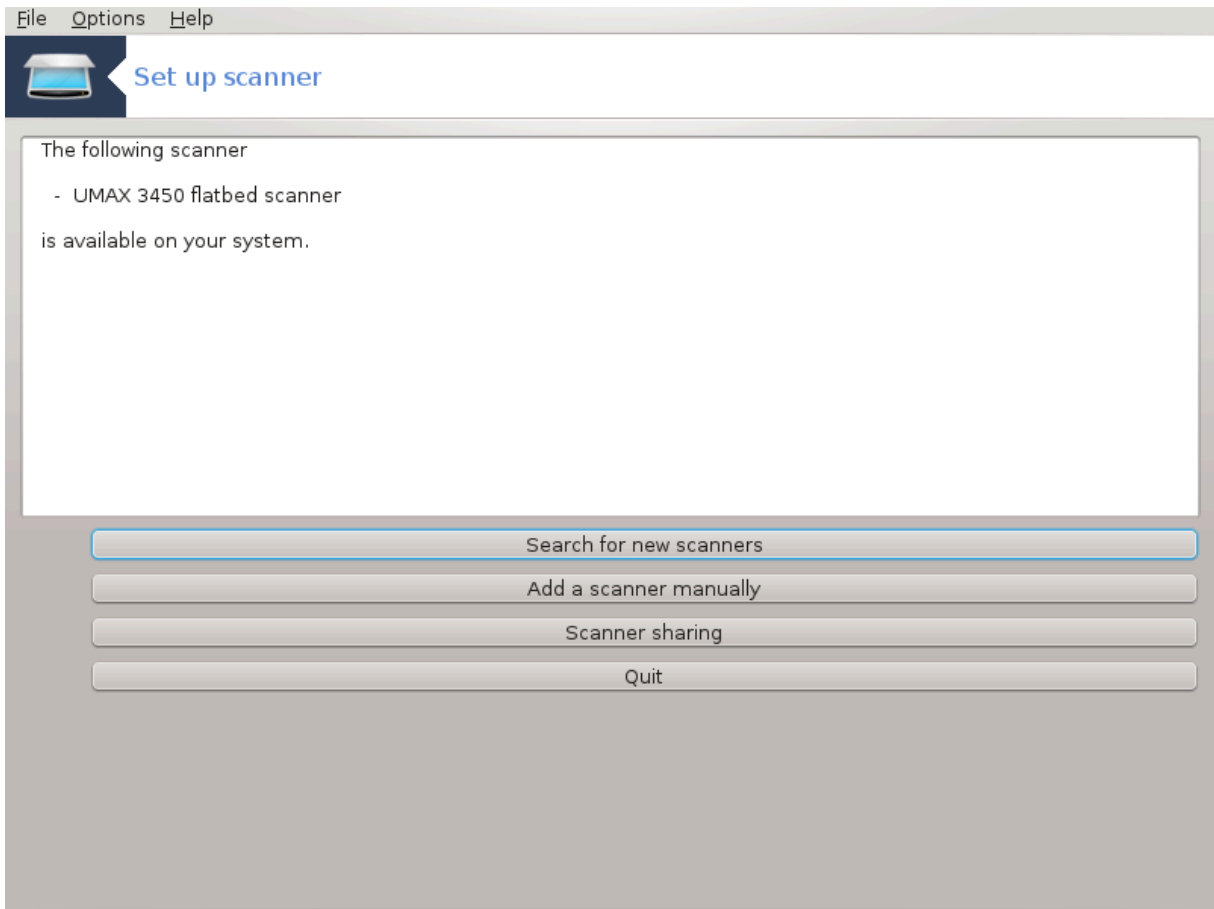 File Options Help
Set up scanner
The following scanner
- UMAX 3450 flatbed scanner
is available on your system.
Search for new scanners
Add a scanner manually
Scanner sharing
Quit